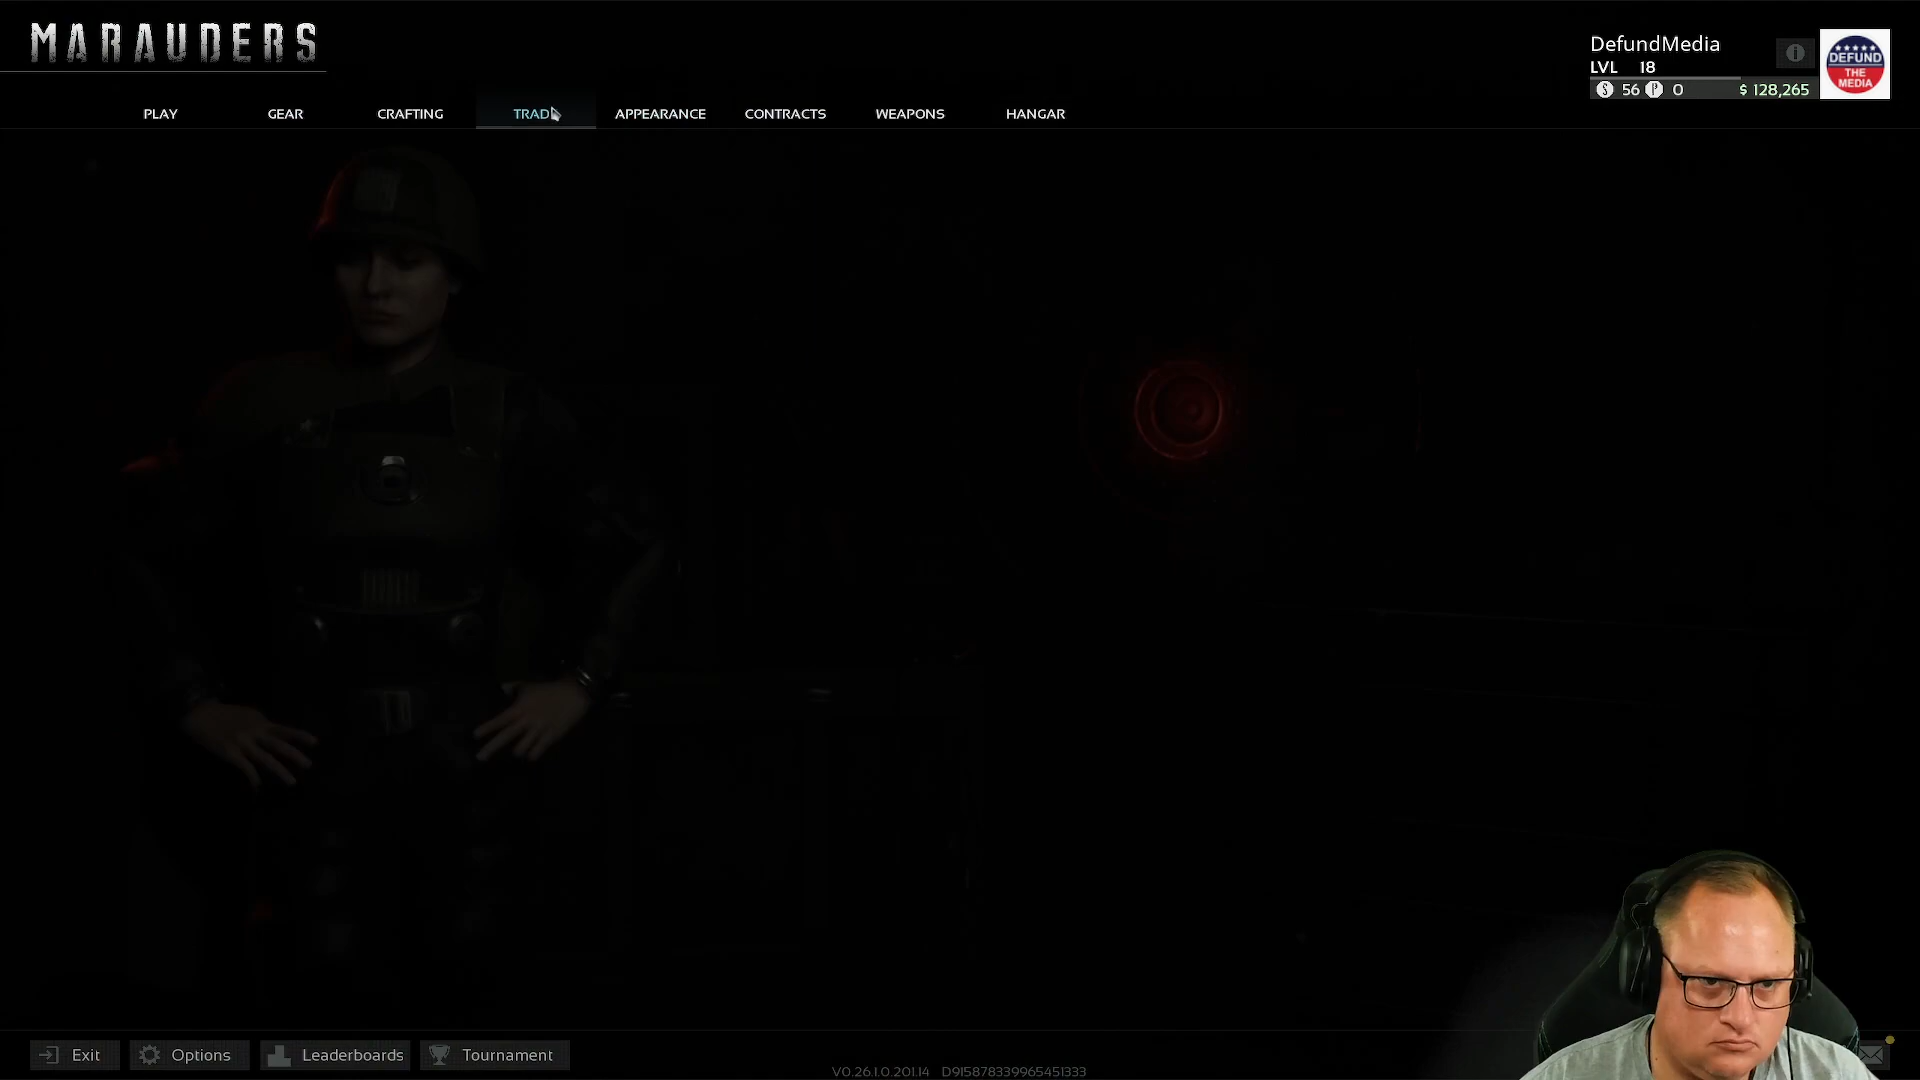 MARAUDERS
DefundMedia
LVL 18
S 56 P 0 $ 128,265
DEFUND
THE
MEDIA
PLAY GEAR CRAFTING TRAD APPEARANCE CONTRACTS WEAPONS HANGAR
Exit Options Leaderboards Tournament
V0.26.1.0.201.14 D915878339965451333